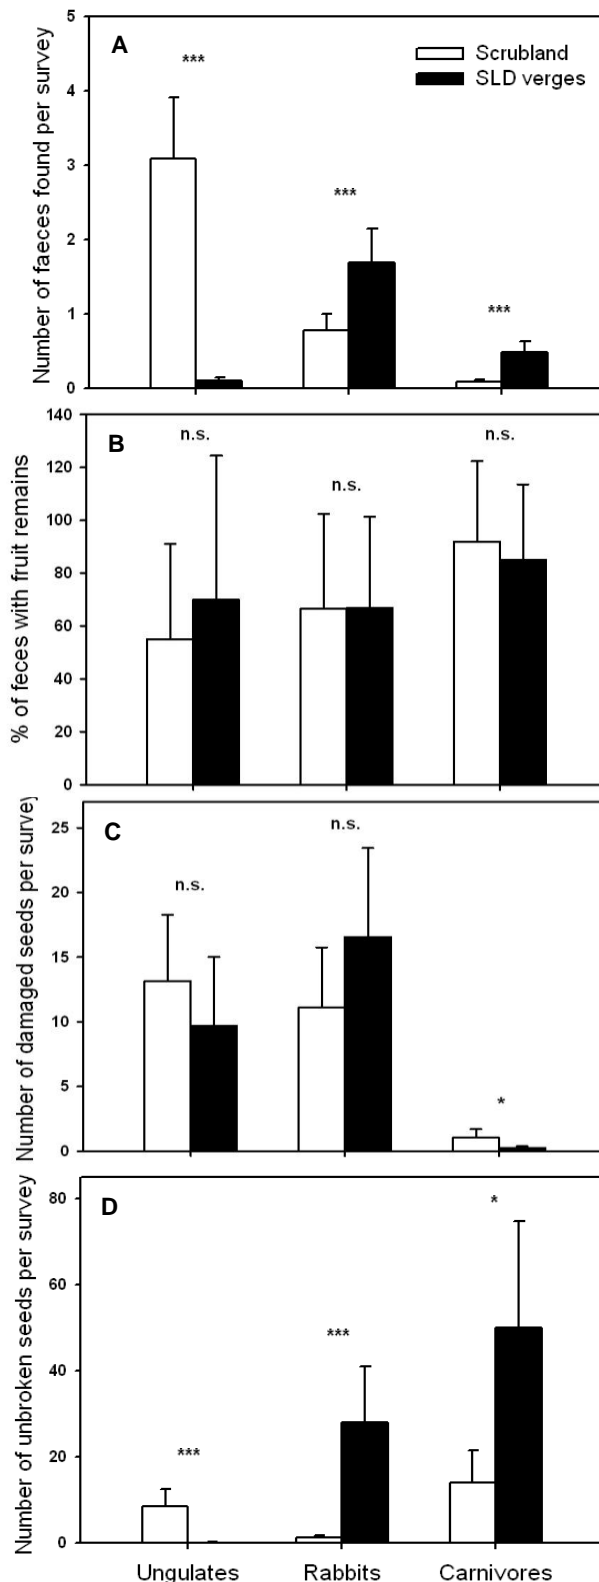 5
A
***
Scrubland
SLD verges
4
3
***
2
***
1
0
Number of faeces found per survey
140
B
n.s.
n.s.
n.s.
120
100
80
60
40
20
0
% of feces with fruit remains
C
n.s.
n.s.
25
20
15
10
*
5
0
Number of damaged seeds per survey
D
*
80
60
***
40
***
20
0
Number of unbroken seeds per survey
Ungulates Rabbits Carnivores